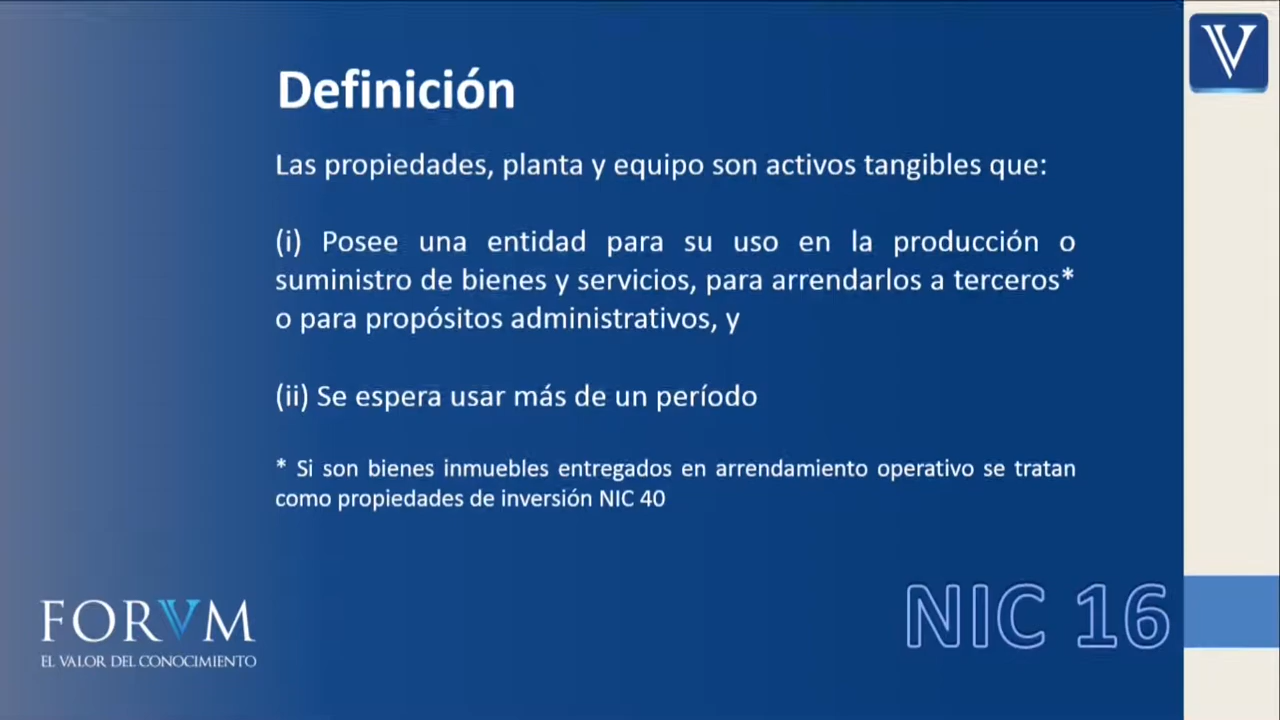 Definición
Las propiedades, planta y equipo son activos tangibles que:
(i) Posee una entidad para su uso en la producción o
suministro de bienes y servicios, para arrendarlos a terceros*
o para propósitos administrativos, y
(ii) Se espera usar más de un período
* Si son bienes inmuebles entregados en arrendamiento operativo se tratan
como propiedades de inversión NIC 40
NIC 16
FORVM
EL VALOR DEL CONOCIMIENTO
V